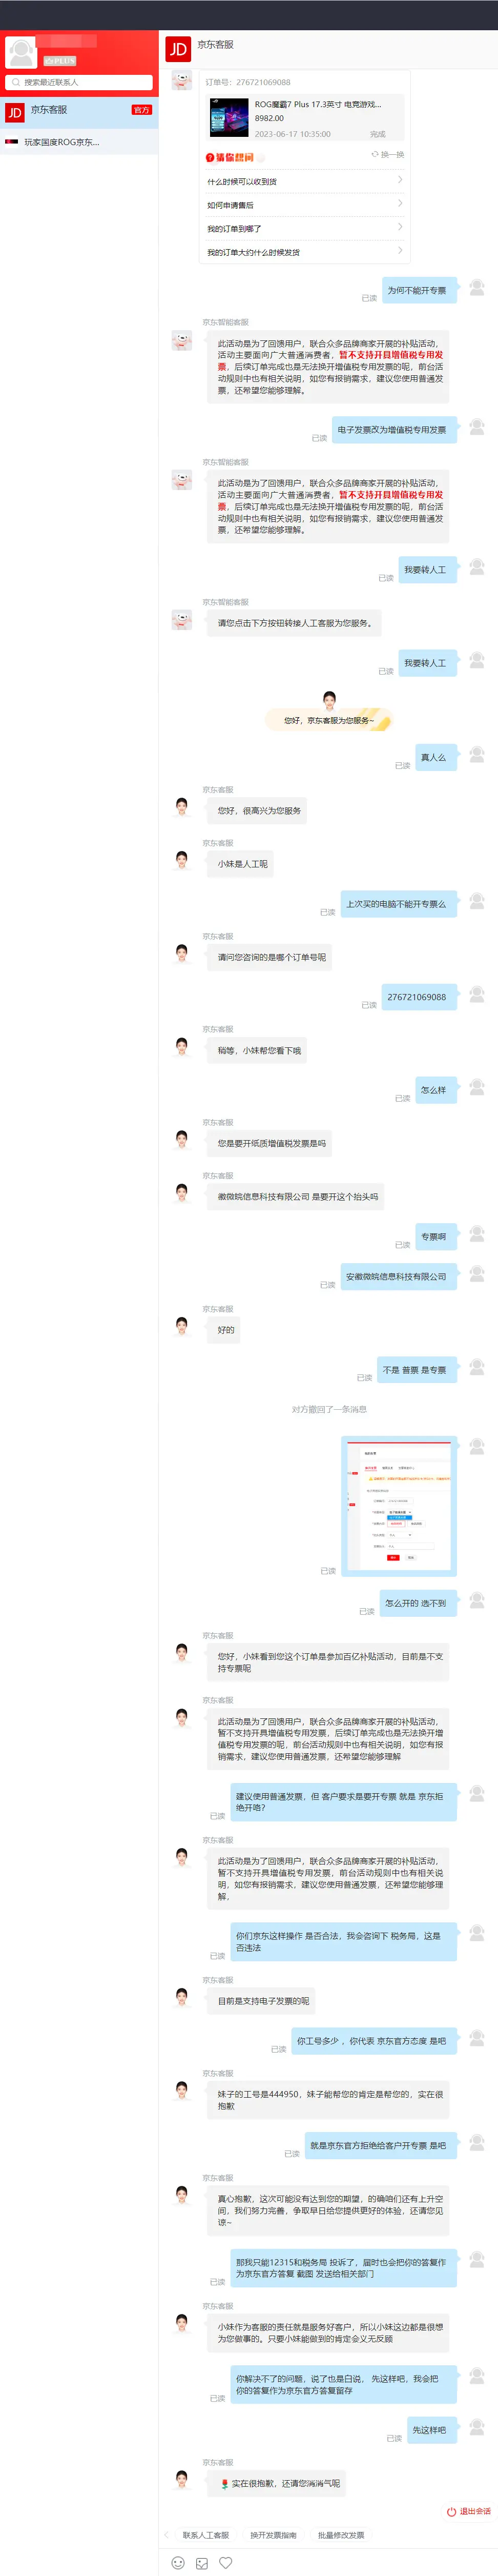 JD
京东客服
PLUS
搜索最近联系人
JD
京东客服
官方
玩家国度ROG京东...
订单号：276721069088
ROG魔霸7 Plus 17.3英寸 电竞游戏...
8982.00
2023-06-17 10:35:00
完成
猜你想问
换一换
什么时候可以收到货
如何申请售后
我的订单到哪了
我的订单大约什么时候发货
已读
为何不能开专票
京东智能客服
此活动是为了回馈用户，联合众多品牌商家开展的补贴活动，
活动主要面向广大普通消费者，暂不支持开具增值税专用发
票，后续订单完成也是无法换开增值税专用发票的呢，前台活
动规则中也有相关说明，如您有报销需求，建议您使用普通发
票，还希望您能够理解。
已读
电子发票改为增值税专用发票
京东智能客服
此活动是为了回馈用户，联合众多品牌商家开展的补贴活动，
活动主要面向广大普通消费者，暂不支持开具增值税专用发
票，后续订单完成也是无法换开增值税专用发票的呢，前台活
动规则中也有相关说明，如您有报销需求，建议您使用普通发
票，还希望您能够理解。
已读
我要转人工
京东智能客服
请您点击下方按钮转接人工客服为您服务。
已读
我要转人工
您好，京东客服为您服务~
已读
真人么
京东客服
您好，很高兴为您服务
京东客服
小妹是人工呢
已读
上次买的电脑不能开专票么
京东客服
请问您咨询的是哪个订单号呢
已读
276721069088
京东客服
稍等，小妹帮您看下哦
已读
怎么样
京东客服
您是要开纸质增值税发票是吗
京东客服
徽微皖信息科技有限公司 是要开这个抬头吗
已读
专票啊
已读
安徽微皖信息科技有限公司
京东客服
好的
已读
不是 普票 是专票
对方撤回了一条消息
已读
已读
怎么开的 选不到
京东客服
您好，小妹看到您这个订单是参加百亿补贴活动，目前是不支
持专票呢
京东客服
此活动是为了回馈用户，联合众多品牌商家开展的补贴活动，
暂不支持开具增值税专用发票，后续订单完成也是无法换开增
值税专用发票的呢，前台活动规则中也有相关说明，如您有报
销需求，建议您使用普通发票，还希望您能够理解
已读
建议使用普通发票，但 客户要求是要开专票 就是 京东拒
绝开咯?
京东客服
此活动是为了回馈用户，联合众多品牌商家开展的补贴活动，
暂不支持开具增值税专用发票，前台活动规则中也有相关说
明，如您有报销需求，建议您使用普通发票，还希望您能够理
解。
已读
你们京东这样操作 是否合法，我会咨询下 税务局，这是
否违法
京东客服
目前是支持电子发票的呢
已读
你工号多少 ，你代表 京东官方态度 是吧
京东客服
妹子的工号是444950，妹子能帮您的肯定是帮您的，实在很
抱歉
已读
就是京东官方拒绝给客户开专票 是吧
京东客服
真心抱歉，这次可能没有达到您的期望，的确咱们还有上升空
间，我们努力完善，争取早日给您提供更好的体验，还请您见
谅~
已读
那我只能12315和税务局 投诉了，届时也会把你的答复作
为京东官方答复 截图 发送给相关部门
京东客服
小妹作为客服的责任就是服务好客户，所以小妹这边都是很想
为您做事的。只要小妹能做到的肯定会义无反顾
已读
你解决不了的问题，说了也是白说， 先这样吧，我会把
你的答复作为京东官方答复留存
已读
先这样吧
京东客服
实在很抱歉，还请您消消气呢
退出会话
联系人工客服
换开发票指南
批量修改发票